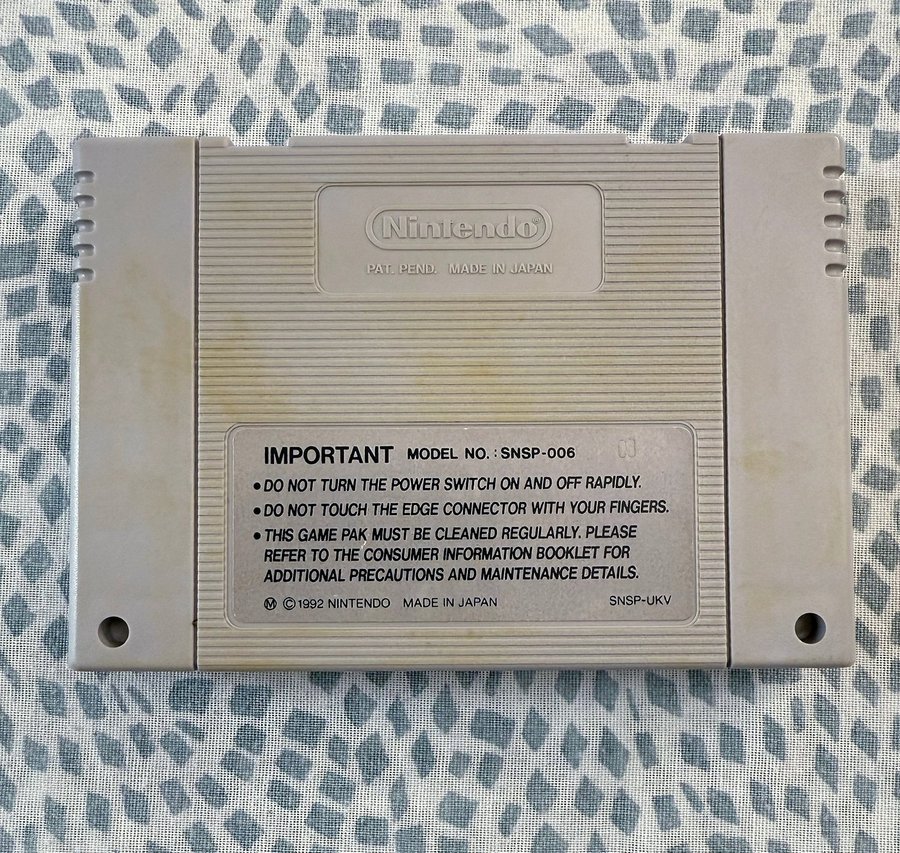 Nintendo®
PAT. PEND. MADE IN JAPAN
IMPORTANT MODEL NO. : SNSP-006
• DO NOT TURN THE POWER SWITCH ON AND OFF RAPIDLY.
• DO NOT TOUCH THE EDGE CONNECTOR WITH YOUR FINGERS.
• THIS GAME PAK MUST BE CLEANED REGULARLY. PLEASE
REFER TO THE CONSUMER INFORMATION BOOKLET FOR
ADDITIONAL PRECAUTIONS AND MAINTENANCE DETAILS.
Ⓜ ©1992 NINTENDO MADE IN JAPAN SNSP-UKV